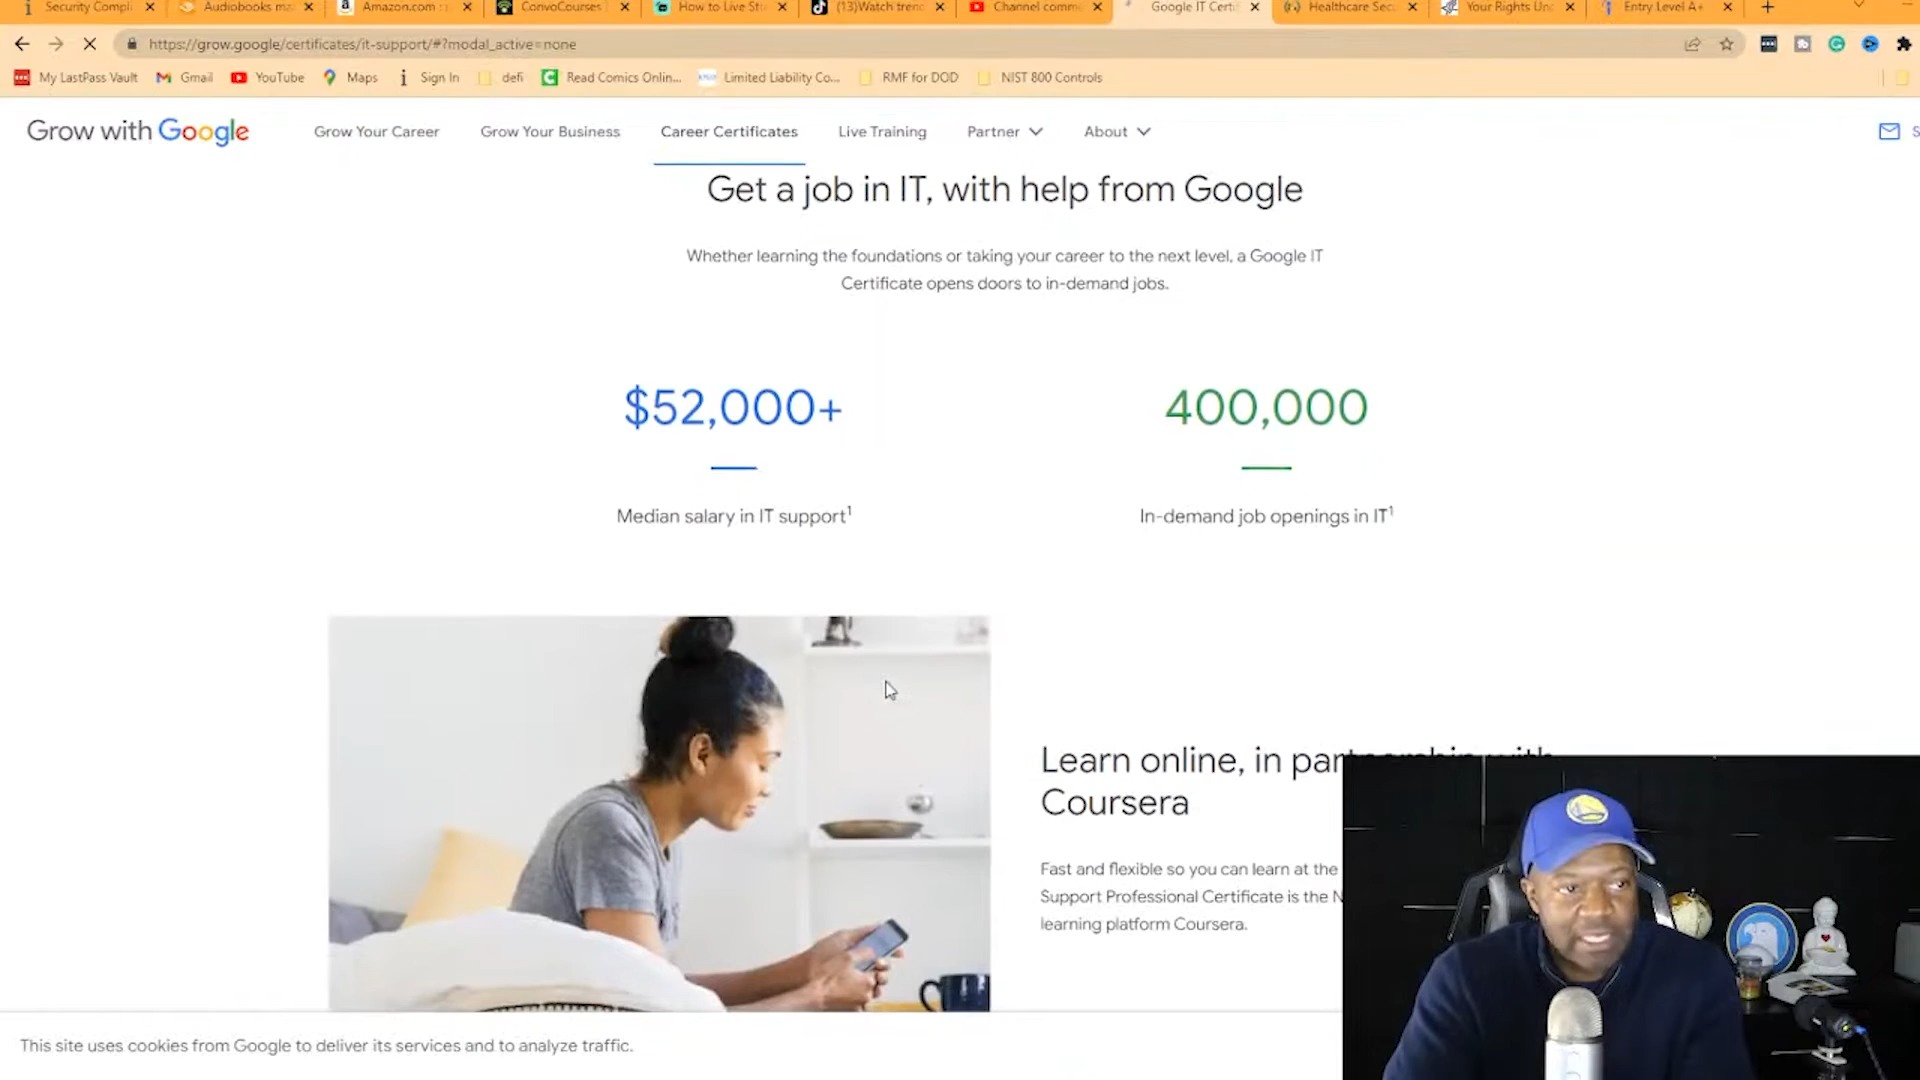 Security Compli
Audiobooks ma
Amazon.com
ConvoCourses
How to Live Str
(13)Watch tren
Channel comme
Google IT Certi
Healthcare Sec
Your Rights Un
Entry Level A+
https://grow.google/certificates/it-support/#?modal_active=none
My LastPass Vault
Gmail
YouTube
Maps
Sign In
defi
Read Comics Onlin...
Limited Liability Co...
RMF for DOD
NIST 800 Controls
Grow with Google
Grow Your Career
Grow Your Business
Career Certificates
Live Training
Partner
About
S
Get a job in IT, with help from Google
Whether learning the foundations or taking your career to the next level, a Google IT
Certificate opens doors to in-demand jobs.
$52,000+
400,000
Median salary in IT support¹
In-demand job openings in IT¹
Learn online, in partnership with
Coursera
Fast and flexible so you can learn at the
Support Professional Certificate is the N
learning platform Coursera.
This site uses cookies from Google to deliver its services and to analyze traffic.